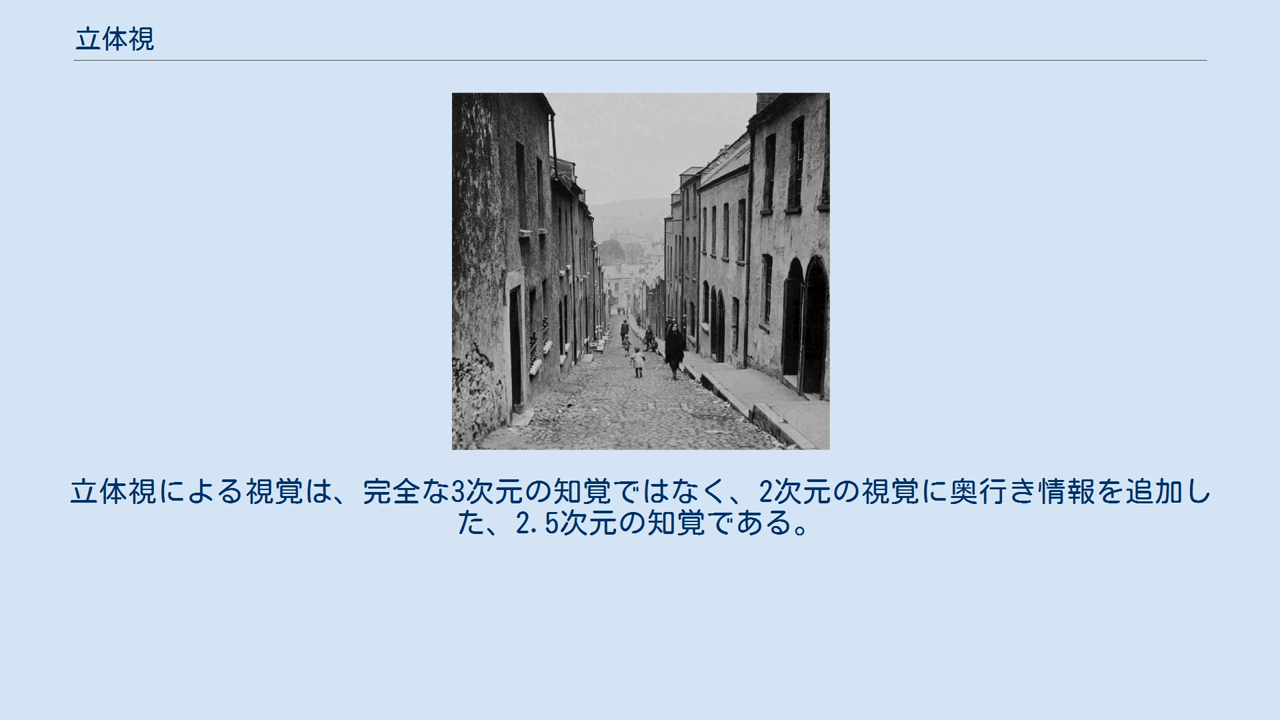 立体視
立体視による視覚は、完全な3次元の知覚ではなく、2次元の視覚に奥行き情報を追加し
た、2.5次元の知覚である。